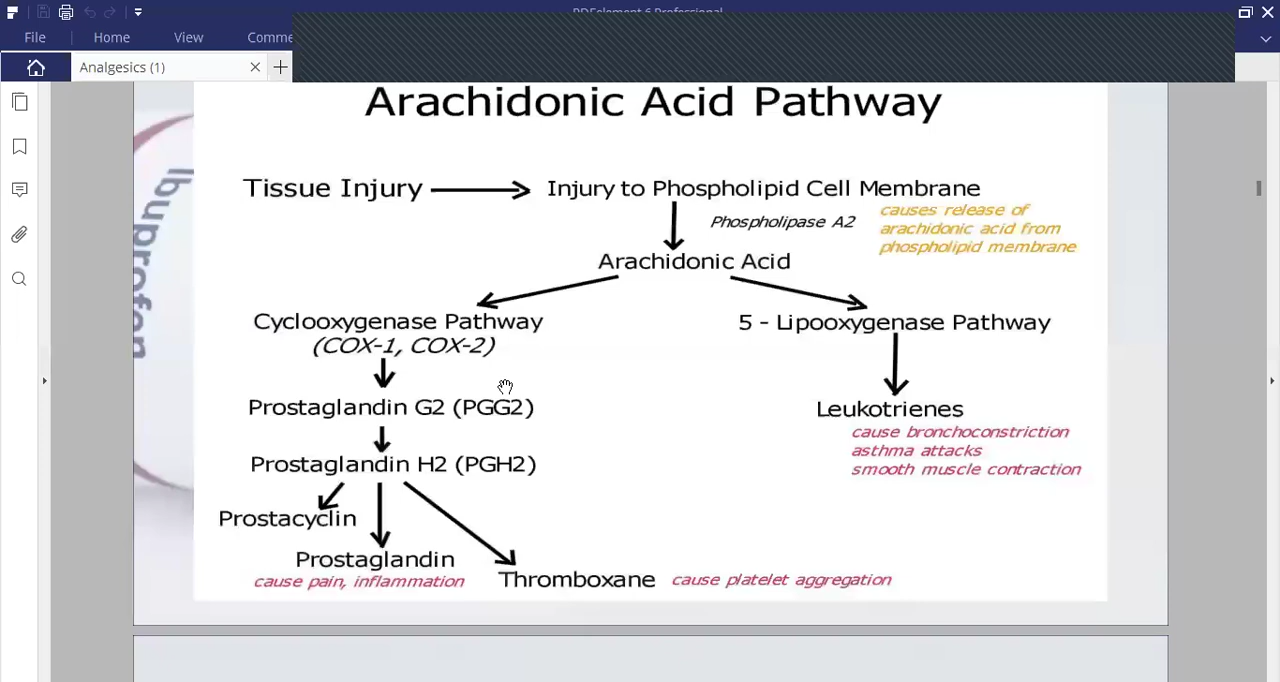 PDFelement 6 Professional
File
Home
View
Comme
Analgesics (1)
Arachidonic Acid Pathway
Tissue Injury
Injury to Phospholipid Cell Membrane
Phospholipase A2
causes release of
arachidonic acid from
phospholipid membrane
Arachidonic Acid
Cyclooxygenase Pathway
(COX-1, COX-2)
5 - Lipooxygenase Pathway
Prostaglandin G2 (PGG2)
Leukotrienes
cause bronchoconstriction
asthma attacks
smooth muscle contraction
Prostaglandin H2 (PGH2)
Prostacyclin
Prostaglandin
cause pain, inflammation
Thromboxane
cause platelet aggregation
Ibuprofen